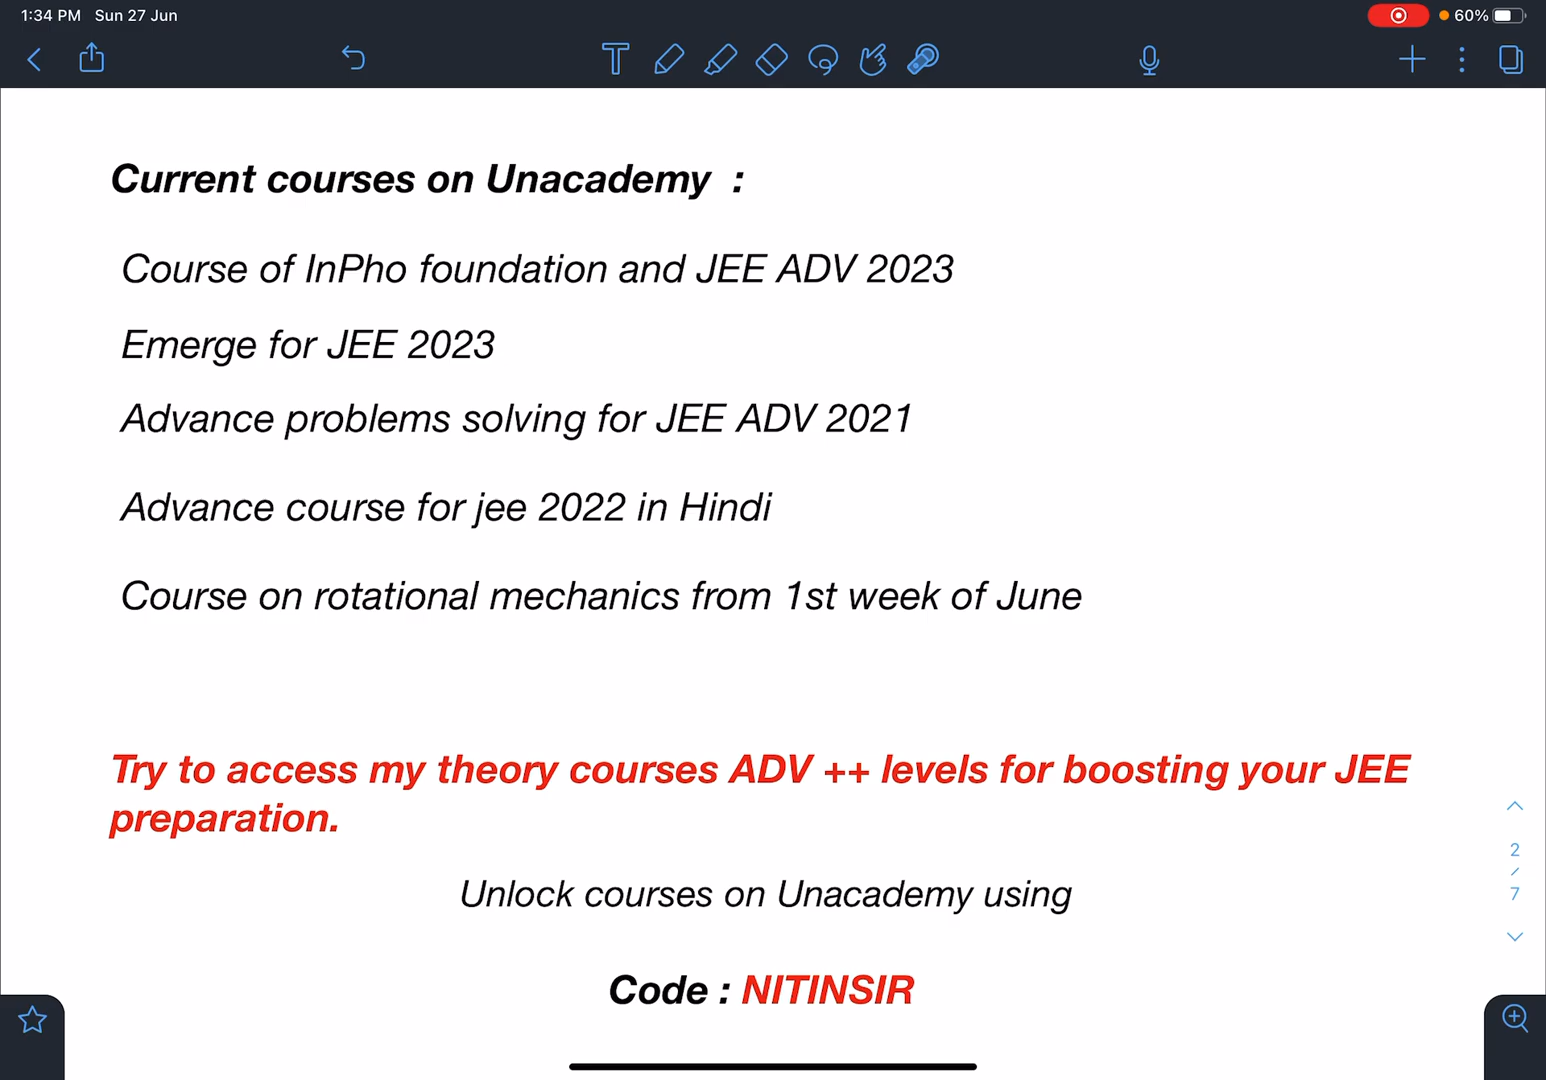 1:34 PM Sun 27 Jun
60%
Current courses on Unacademy :
Course of InPho foundation and JEE ADV 2023
Emerge for JEE 2023
Advance problems solving for JEE ADV 2021
Advance course for jee 2022 in Hindi
Course on rotational mechanics from 1st week of June
Try to access my theory courses ADV ++ levels for boosting your JEE
preparation.
2
/
7
Unlock courses on Unacademy using
Code : NITINSIR